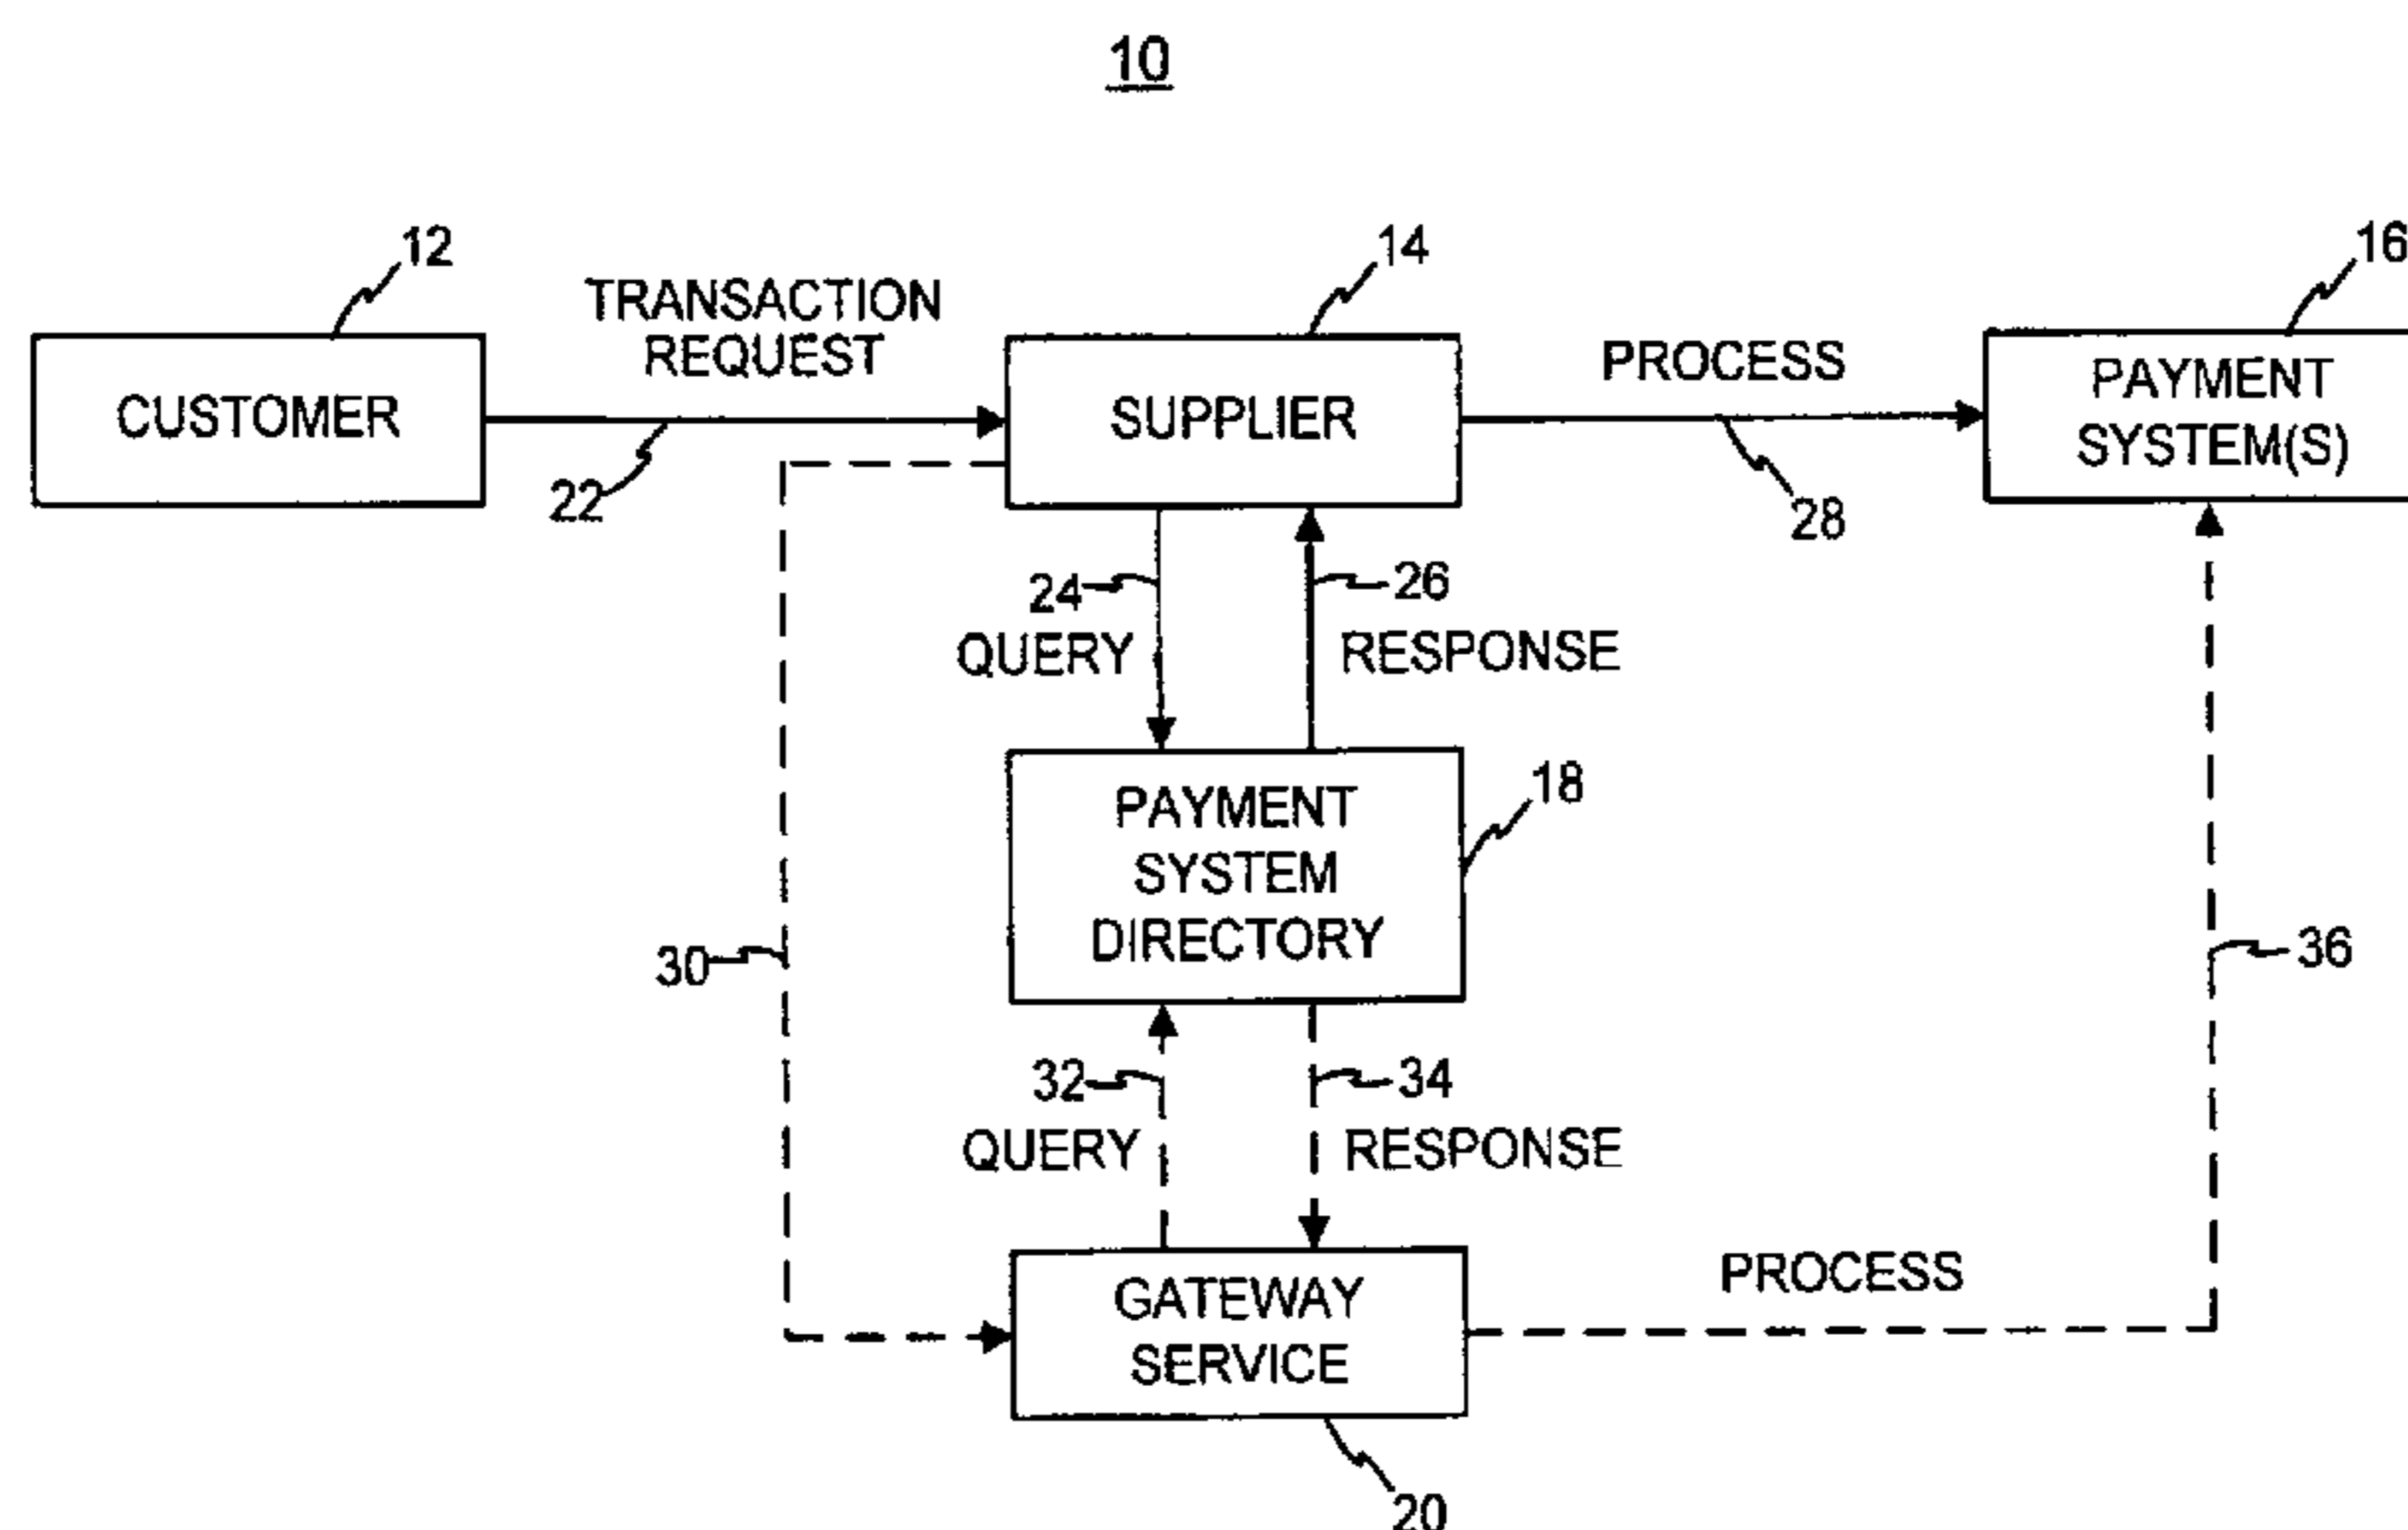 10
12
TRANSACTION
REQUEST
14
16
CUSTOMER
SUPPLIER
PROCESS
PAYMENT
SYSTEM(S)
22
28
24
26
QUERY
RESPONSE
PAYMENT
SYSTEM
DIRECTORY
18
30
36
32
34
QUERY
RESPONSE
GATEWAY
SERVICE
PROCESS
20